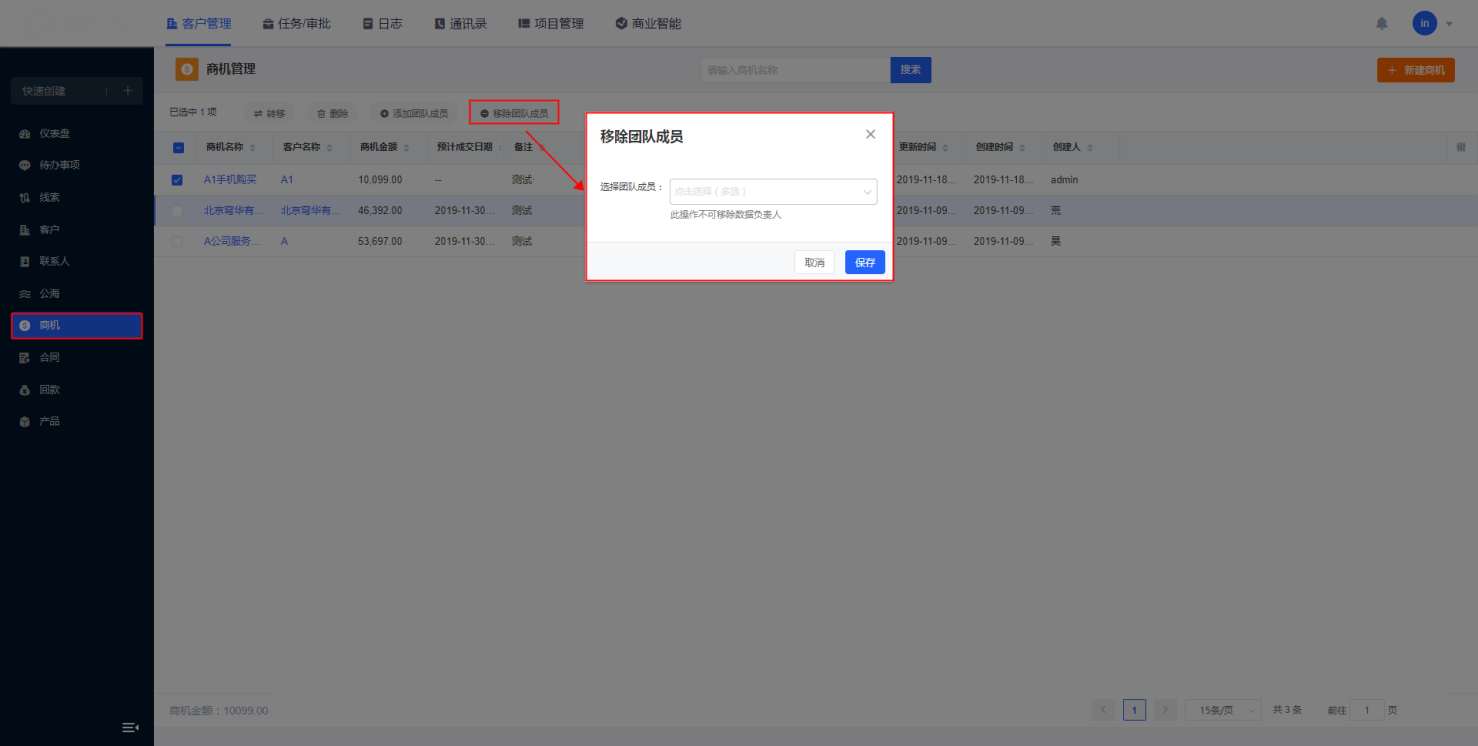 客户管理 任务/审批 日志 通讯录 项目管理 商业智能 in
商机管理 请输入商机名称 搜索 + 新建商机
快速创建 +
仪表盘
待办事项
线索
客户
联系人
公海
商机
合同
回款
产品
已选中 1 项 转移 删除 添加团队成员 移除团队成员
商机名称 客户名称 商机金额 预计成交日期 备注 更新时间 创建时间 创建人
A1手机购买 A1 10,099.00 -- 测试 2019-11-18... 2019-11-18... admin
北京穹华有... 北京穹华有... 46,392.00 2019-11-30... 测试 2019-11-09... 2019-11-09... 荒
A公司服务... A 53,697.00 2019-11-30... 测试 2019-11-09... 2019-11-09... 昊
移除团队成员
选择团队成员： 点击选择（多选）
此操作不可移除数据负责人
取消 保存
商机金额：10099.00 1 15条/页 共 3 条 前往 1 页